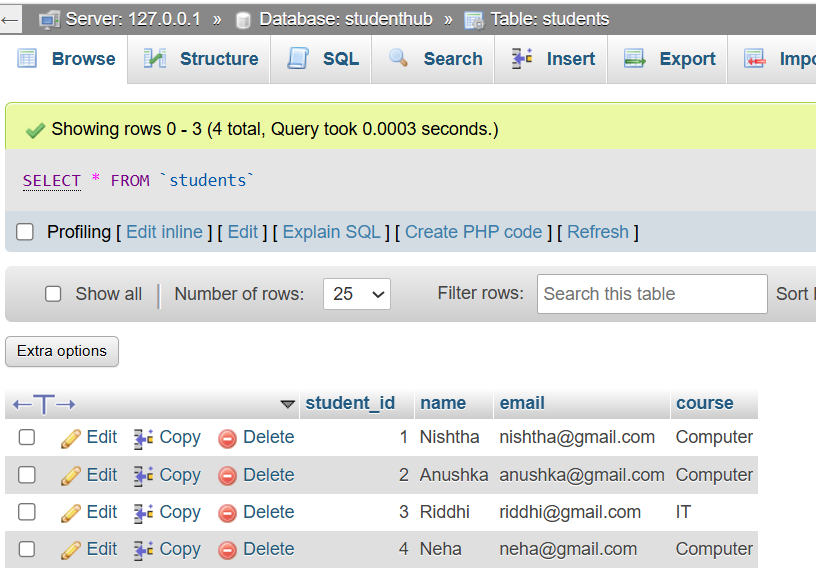 ← Server: 127.0.0.1 » Database: studenthub » Table: students
Browse Structure SQL Search Insert Export Impo
Showing rows 0 - 3 (4 total, Query took 0.0003 seconds.)
SELECT * FROM `students`
Profiling [ Edit inline ] [ Edit ] [ Explain SQL ] [ Create PHP code ] [ Refresh ]
Show all | Number of rows: 25 Filter rows: Search this table Sort
Extra options
←T→ student_id name email course
Edit Copy Delete 1 Nishtha nishtha@gmail.com Computer
Edit Copy Delete 2 Anushka anushka@gmail.com Computer
Edit Copy Delete 3 Riddhi riddhi@gmail.com IT
Edit Copy Delete 4 Neha neha@gmail.com Computer